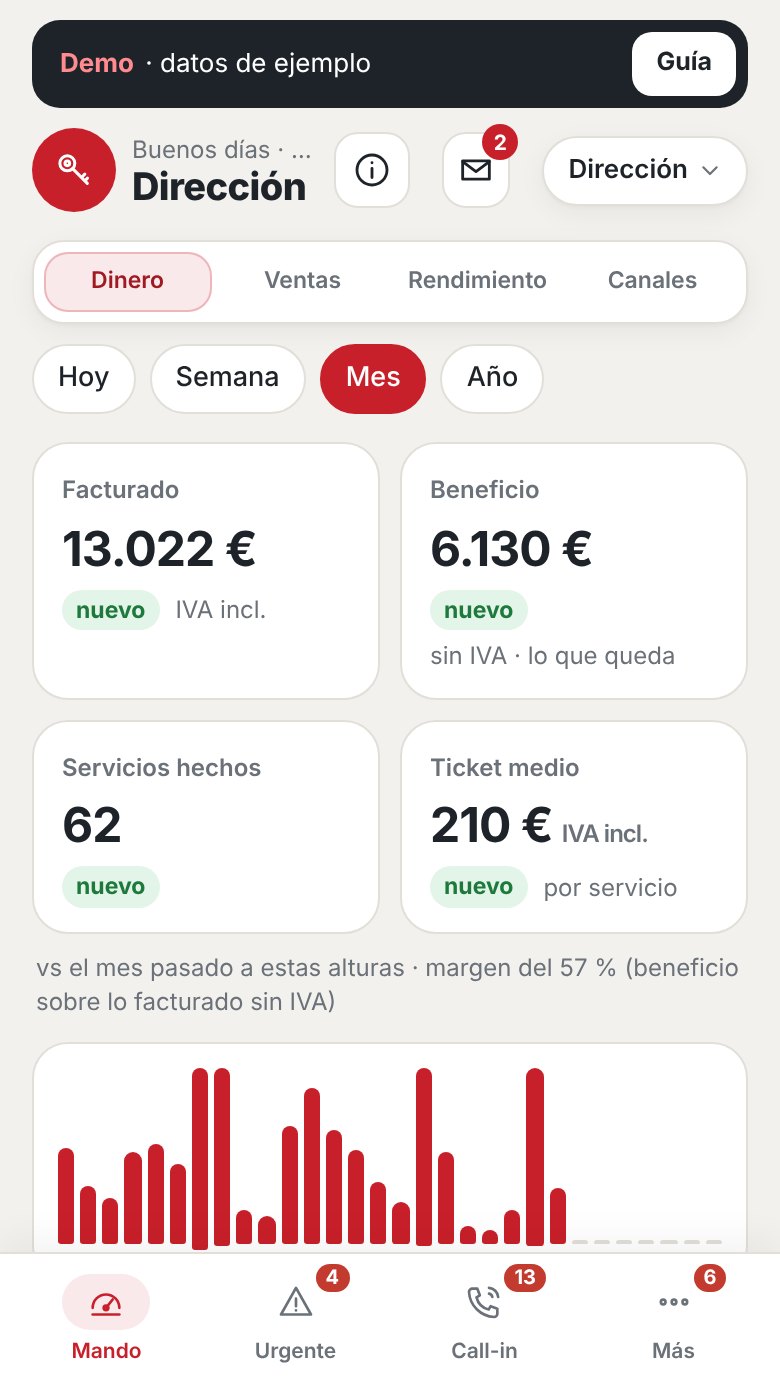 Demo · datos de ejemplo
Guía
Buenos días · ...
Dirección
2
Dirección
Dinero
Ventas
Rendimiento
Canales
Hoy
Semana
Mes
Año
Facturado
13.022 €
nuevo IVA incl.
Beneficio
6.130 €
nuevo
sin IVA · lo que queda
Servicios hechos
62
nuevo
Ticket medio
210 € IVA incl.
nuevo por servicio
vs el mes pasado a estas alturas · margen del 57 % (beneficio
sobre lo facturado sin IVA)
Mando
4
Urgente
13
Call-in
6
Más